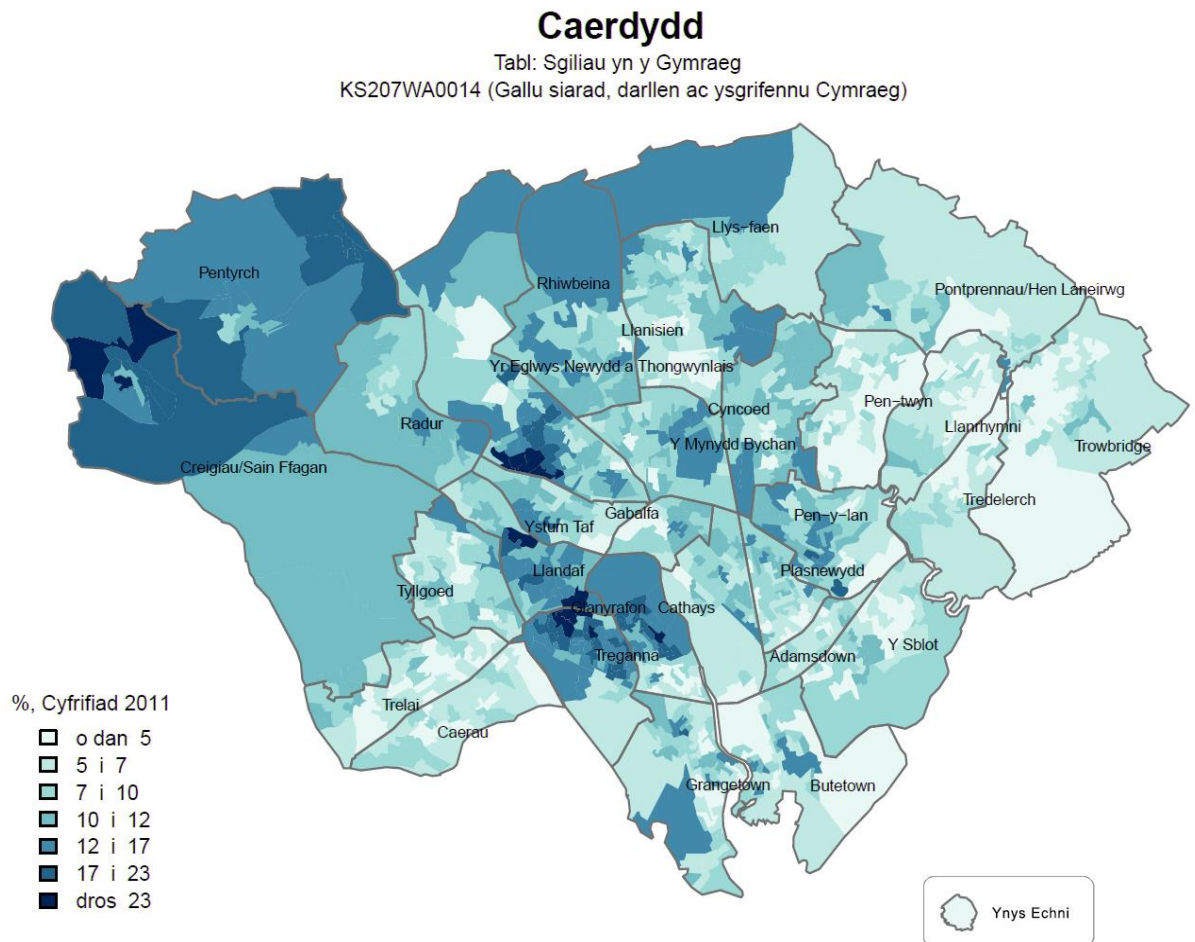 Caerdydd
Tabl: Sgiliau yn y Gymraeg
KS207WA0014 (Gallu siarad, darllen ac ysgrifennu Cymraeg)
Llys-faen
Pentyrch
Rhiwbeina
Pontprennau/Hen Laneirwg
Llanisien
Yr Eglwys Newydd a Thongwynlais
Pen-twyn
Cyncoed
Radur
Llanrhymni
Y Mynydd Bychan
Trowbridge
Creigiau/Sain Ffagan
Tredelerch
Gabalfa
Pen-y-lan
Ystum Taf
Llandaf
Plasnewydd
Tyllgoed
Glanyrafon
Cathays
Treganna
Adamsdown
Y Sblot
Trelai
Caerau
Grangetown
Butetown
%, Cyfrifiad 2011
o dan 5
5 i 7
7 i 10
10 i 12
12 i 17
17 i 23
dros 23
Ynys Echni